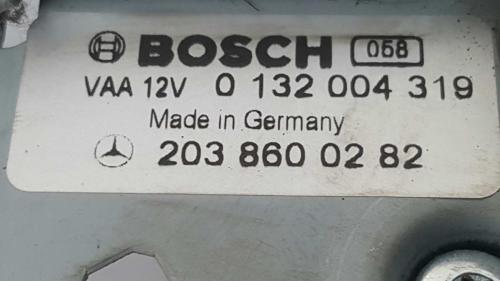 BOSCH 058
VAA 12V 0 132 004 319
Made in Germany
203 860 02 82